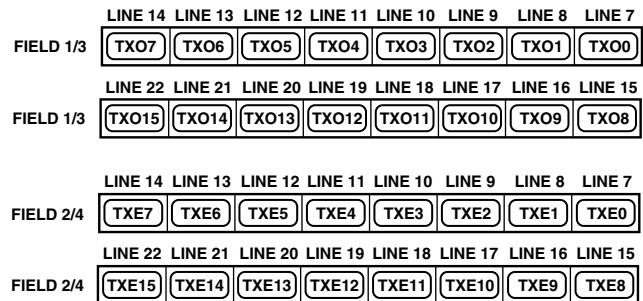 LINE 14 LINE 13 LINE 12 LINE 11 LINE 10 LINE 9 LINE 8 LINE 7
FIELD 1/3 TXO7 TXO6 TXO5 TXO4 TXO3 TXO2 TXO1 TXO0
LINE 22 LINE 21 LINE 20 LINE 19 LINE 18 LINE 17 LINE 16 LINE 15
FIELD 1/3 TXO15 TXO14 TXO13 TXO12 TXO11 TXO10 TXO9 TXO8
LINE 14 LINE 13 LINE 12 LINE 11 LINE 10 LINE 9 LINE 8 LINE 7
FIELD 2/4 TXE7 TXE6 TXE5 TXE4 TXE3 TXE2 TXE1 TXE0
LINE 22 LINE 21 LINE 20 LINE 19 LINE 18 LINE 17 LINE 16 LINE 15
FIELD 2/4 TXE15 TXE14 TXE13 TXE12 TXE11 TXE10 TXE9 TXE8